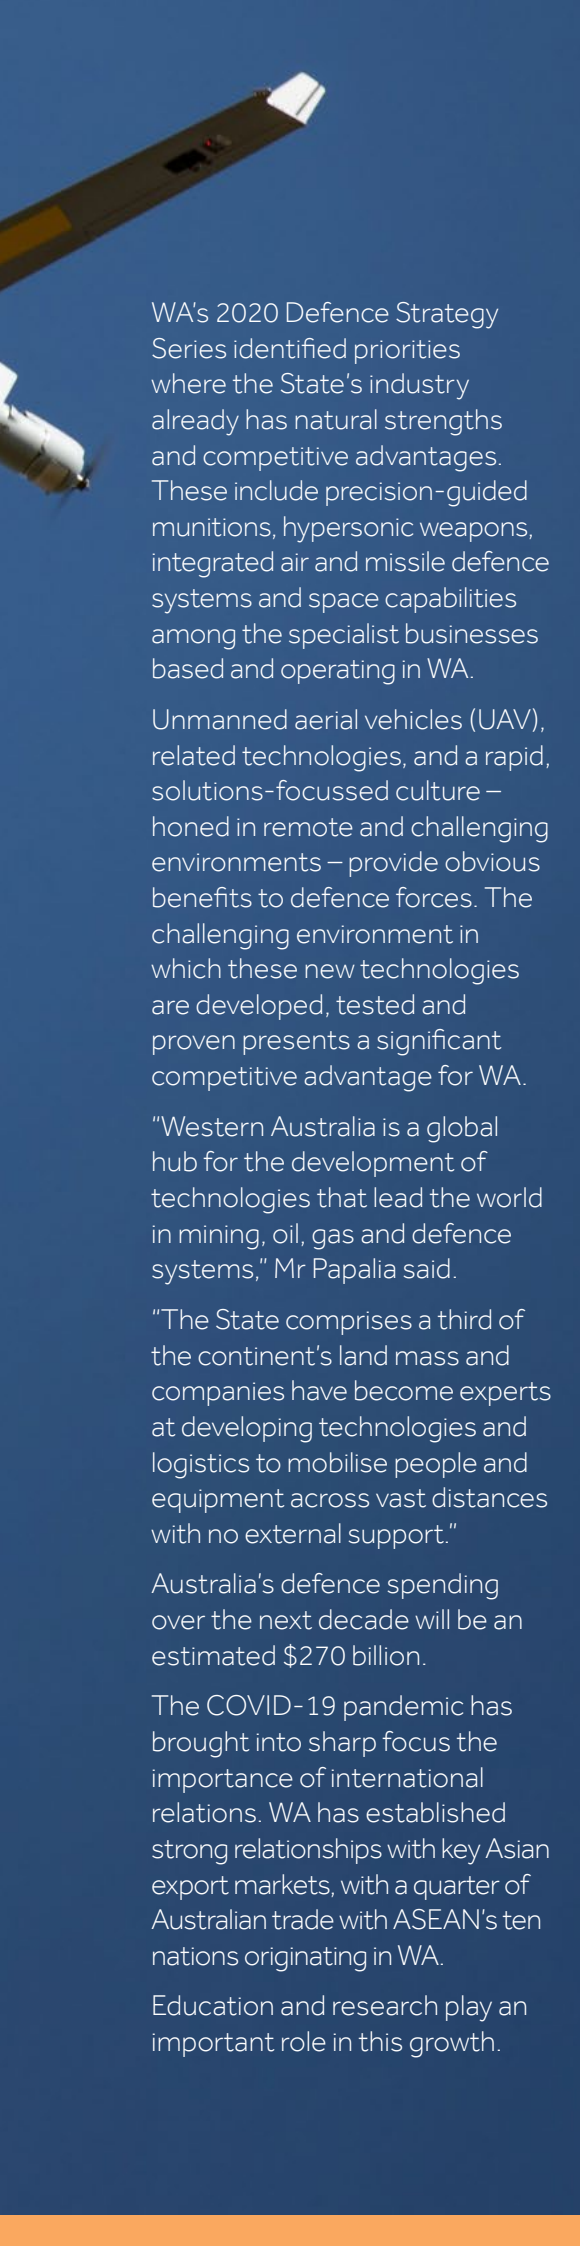 WA's 2020 Defence Strategy
Series identified priorities
where the State's industry
already has natural strengths
and competitive advantages.
These include precision-guided
munitions, hypersonic weapons,
integrated air and missile defence
systems and space capabilities
among the specialist businesses
based and operating in WA.
Unmanned aerial vehicles (UAV),
related technologies, and a rapid,
solutions-focussed culture –
honed in remote and challenging
environments – provide obvious
benefits to defence forces. The
challenging environment in
which these new technologies
are developed, tested and
proven presents a significant
competitive advantage for WA.
“Western Australia is a global
hub for the development of
technologies that lead the world
in mining, oil, gas and defence
systems,” Mr Papalia said.
“The State comprises a third of
the continent's land mass and
companies have become experts
at developing technologies and
logistics to mobilise people and
equipment across vast distances
with no external support.”
Australia's defence spending
over the next decade will be an
estimated $270 billion.
The COVID-19 pandemic has
brought into sharp focus the
importance of international
relations. WA has established
strong relationships with key Asian
export markets, with a quarter of
Australian trade with ASEAN's ten
nations originating in WA.
Education and research play an
important role in this growth.